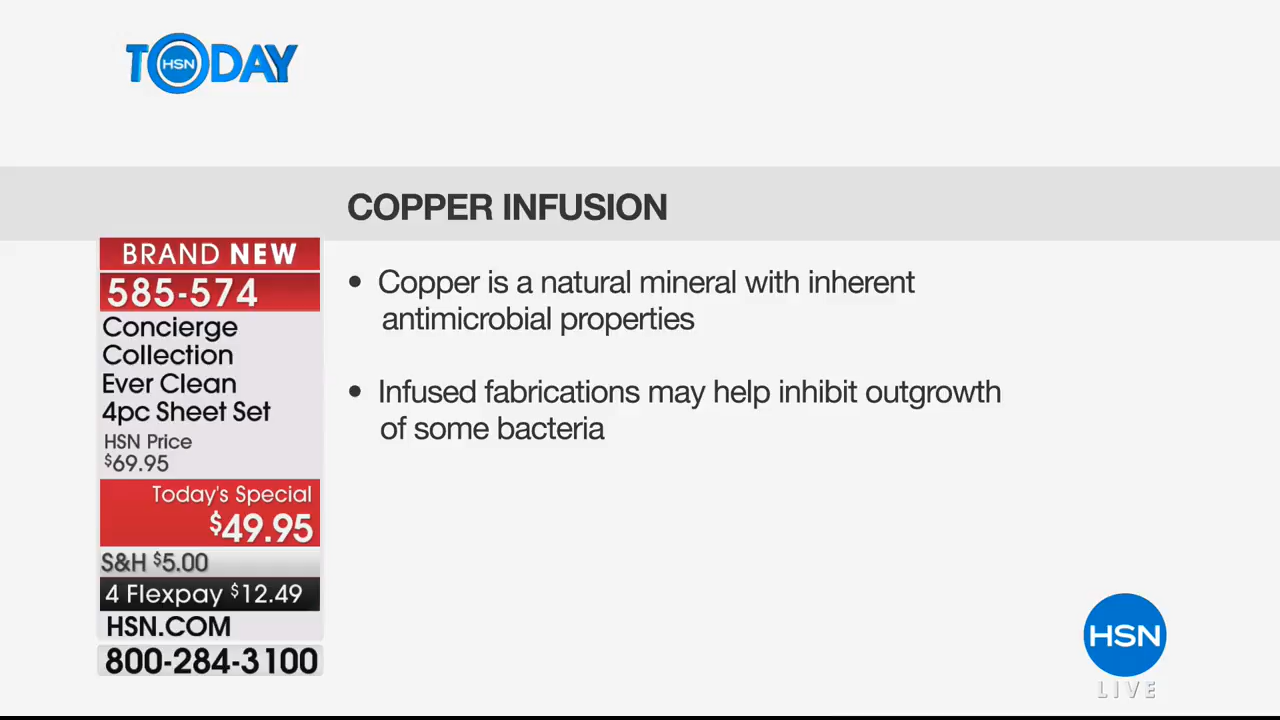 TODAY
HSN
COPPER INFUSION
BRAND NEW
585-574
Concierge
Collection
Ever Clean
4pc Sheet Set
HSN Price
$69.95
Today's Special
$49.95
S&H $5.00
4 Flexpay $12.49
HSN.COM
800-284-3100
• Copper is a natural mineral with inherent
antimicrobial properties
• Infused fabrications may help inhibit outgrowth
of some bacteria
HSN
LIVE